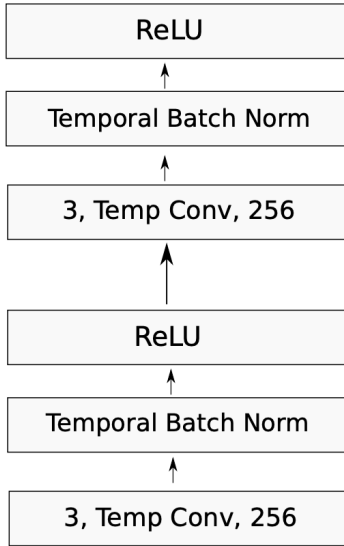 ReLU
Temporal Batch Norm
3, Temp Conv, 256
ReLU
Temporal Batch Norm
3, Temp Conv, 256